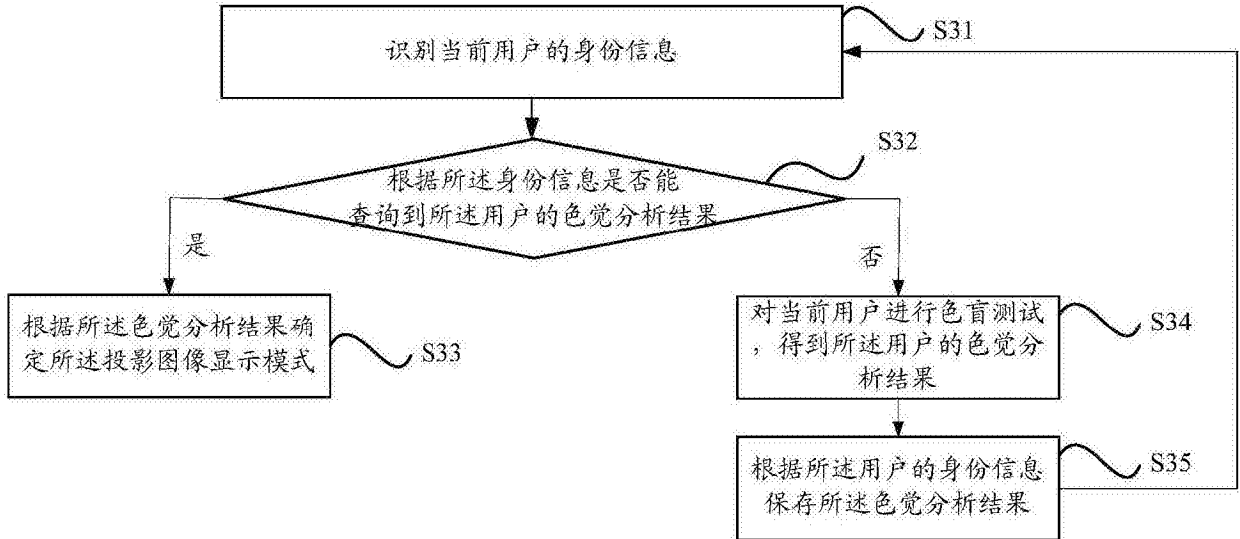 识别当前用户的身份信息
S31
根据所述身份信息是否能
查询到所述用户的色觉分析结果
S32
是
否
根据所述色觉分析结果确
定所述投影图像显示模式
S33
对当前用户进行色盲测试
，得到所述用户的色觉分
析结果
S34
根据所述用户的身份信息
保存所述色觉分析结果
S35